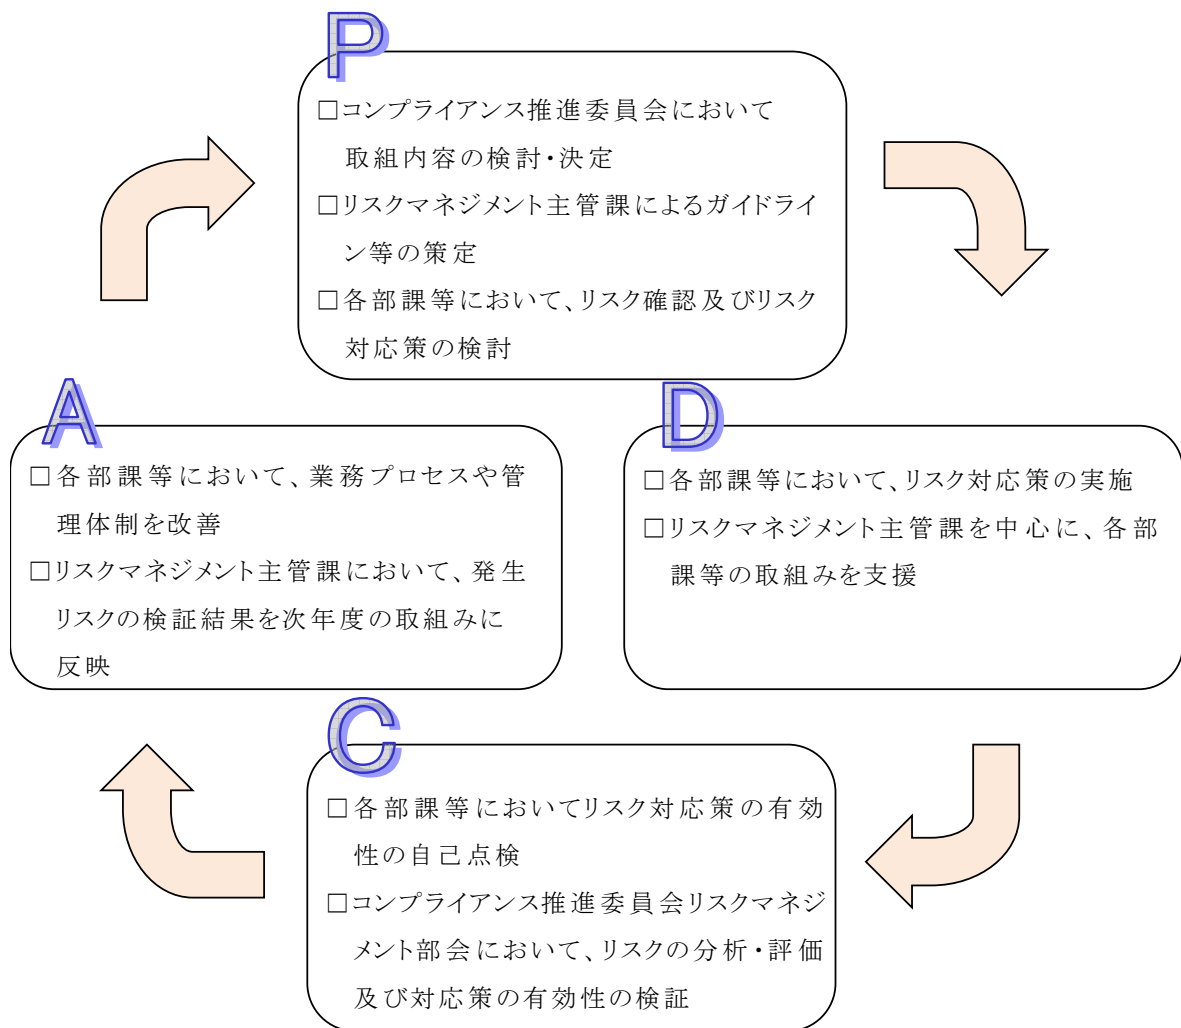 P
□コンプライアンス推進委員会において
取組内容の検討・決定
□リスクマネジメント主管課によるガイドライ
ン等の策定
□各部課等において、リスク確認及びリスク
対応策の検討
A
□各部課等において、業務プロセスや管
理体制を改善
□リスクマネジメント主管課において、発生
リスクの検証結果を次年度の取組みに
反映
D
□各部課等において、リスク対応策の実施
□リスクマネジメント主管課を中心に、各部
課等の取組みを支援
C
□各部課等においてリスク対応策の有効
性の自己点検
□コンプライアンス推進委員会リスクマネジ
メント部会において、リスクの分析・評価
及び対応策の有効性の検証